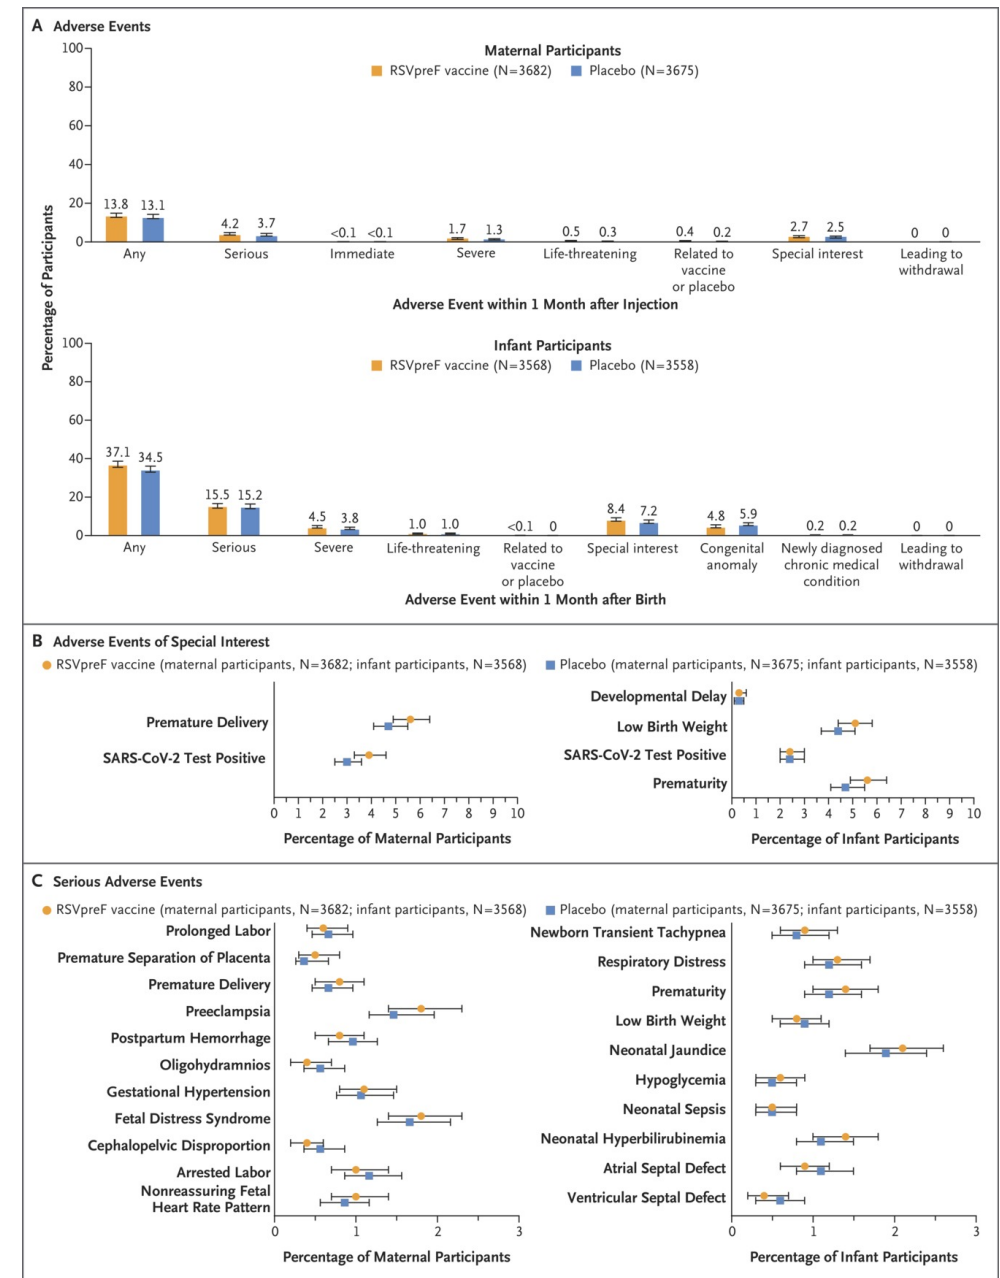 A Adverse Events
Maternal Participants
RSVpreF vaccine (N=3682) Placebo (N=3675)
Percentage of Participants
100
80
60
40
20
0
13.8 13.1
4.2 3.7
<0.1 <0.1
1.7 1.3
0.5 0.3
0.4 0.2
2.7 2.5
0 0
Any
Serious
Immediate
Severe
Life-threatening
Related to
vaccine
or placebo
Special interest
Leading to
withdrawal
Adverse Event within 1 Month after Injection
Infant Participants
RSVpreF vaccine (N=3568) Placebo (N=3558)
100
80
60
40
20
0
37.1 34.5
15.5 15.2
4.5 3.8
1.0 1.0
<0.1 0
8.4 7.2
4.8 5.9
0.2 0.2
0 0
Any
Serious
Severe
Life-threatening
Related to
vaccine
or placebo
Special interest
Congenital
anomaly
Newly diagnosed
chronic medical
condition
Leading to
withdrawal
Adverse Event within 1 Month after Birth
B Adverse Events of Special Interest
RSVpreF vaccine (maternal participants, N=3682; infant participants, N=3568) Placebo (maternal participants, N=3675; infant participants, N=3558)
Premature Delivery
SARS-CoV-2 Test Positive
0 1 2 3 4 5 6 7 8 9 10
Percentage of Maternal Participants
Developmental Delay
Low Birth Weight
SARS-CoV-2 Test Positive
Prematurity
0 1 2 3 4 5 6 7 8 9 10
Percentage of Infant Participants
C Serious Adverse Events
RSVpreF vaccine (maternal participants, N=3682; infant participants, N=3568) Placebo (maternal participants, N=3675; infant participants, N=3558)
Prolonged Labor
Premature Separation of Placenta
Premature Delivery
Preeclampsia
Postpartum Hemorrhage
Oligohydramnios
Gestational Hypertension
Fetal Distress Syndrome
Cephalopelvic Disproportion
Arrested Labor
Nonreassuring Fetal
Heart Rate Pattern
0 1 2 3
Percentage of Maternal Participants
Newborn Transient Tachypnea
Respiratory Distress
Prematurity
Low Birth Weight
Neonatal Jaundice
Hypoglycemia
Neonatal Sepsis
Neonatal Hyperbilirubinemia
Atrial Septal Defect
Ventricular Septal Defect
0 1 2 3
Percentage of Infant Participants